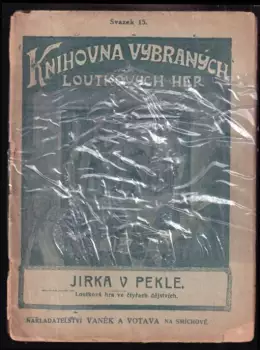 Svazek 15.
KNIHOVNA VYBRANÝCH
LOUTKOVÝCH HER
JIRKA V PEKLE.
Loutková hra ve čtyřech dějstvích.
NAKLADATELSTVÍ VANĚK A VOTAVA NA SMÍCHOVĚ